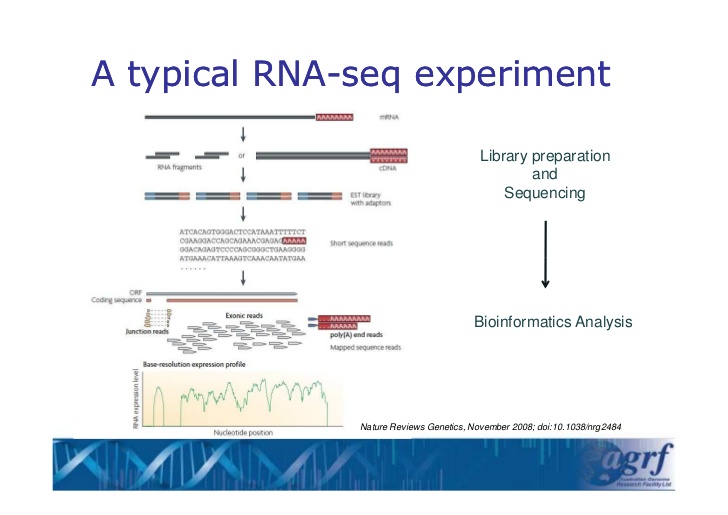 A typical RNA-seq experiment
AAAAAAAA
mRNA
RNA fragments
or
AAAAAAAA
AAAAAAAA
cDNA
EST library
with adaptors
ATCACAGTGGGACTCCATAAATTTTTCT
CGAAGGACCAGCAGAAACGAGAGAAAAA
GGACAGAGTCCCCAGCGGGCTGAAGGGG
ATGAAACATTAAAGTCAAACAATATGAA
......
Short sequence reads
ORF
Coding sequence
Junction reads
Exonic reads
...AAAAAAAAA
...AAAAAA
poly(A) end reads
Mapped sequence reads
Base-resolution expression profile
RNA expression level
Nucleotide position
Library preparation
and
Sequencing
Bioinformatics Analysis
Nature Reviews Genetics, November 2008; doi:10.1038/nrg2484
agrf
Australian Genome
Research Facility Ltd